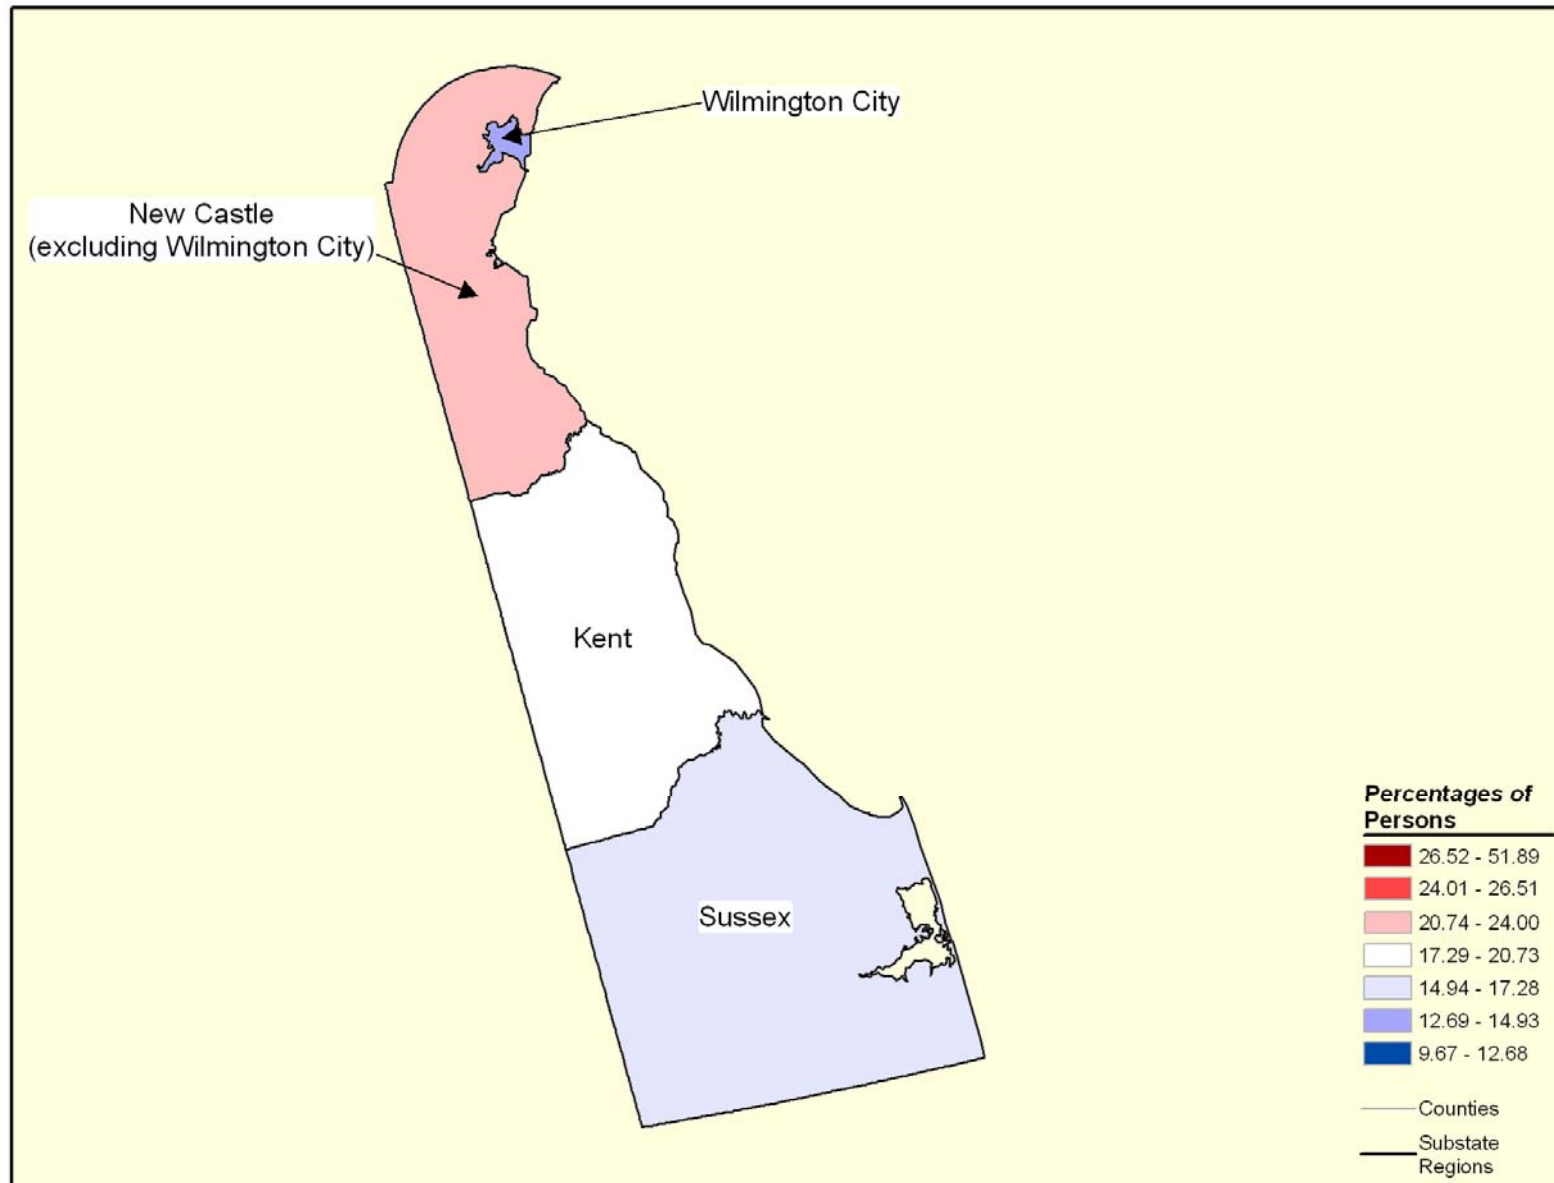 Wilmington City
New Castle
(excluding Wilmington City)
Kent
Sussex
Percentages of
Persons
26.52 - 51.89
24.01 - 26.51
20.74 - 24.00
17.29 - 20.73
14.94 - 17.28
12.69 - 14.93
9.67 - 12.68
Counties
Substate
Regions